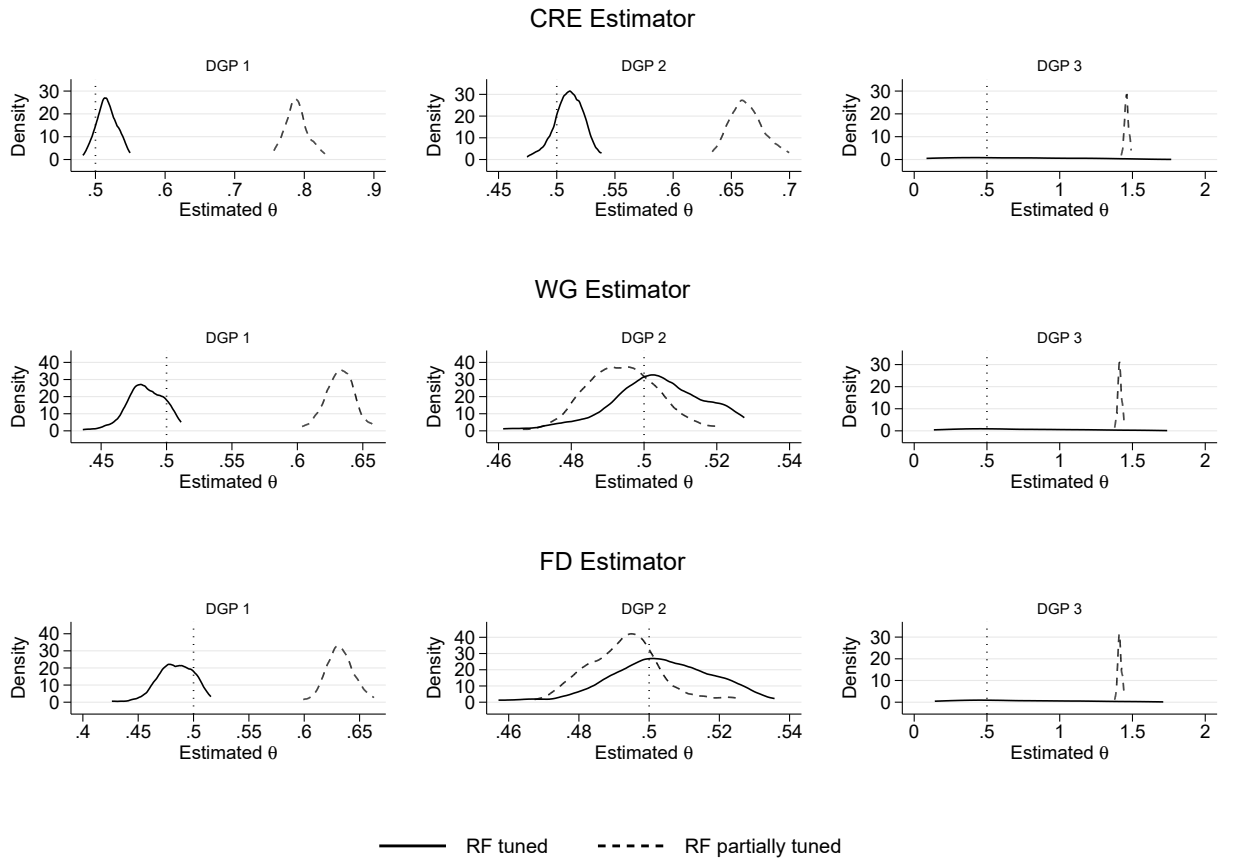 CRE Estimator
DGP 1
DGP 2
DGP 3
Density
30
20
10
0
.5 .6 .7 .8 .9
Estimated θ
Density
30
20
10
0
.45 .5 .55 .6 .65 .7
Estimated θ
Density
30
20
10
0
0 .5 1 1.5 2
Estimated θ
WG Estimator
DGP 1
DGP 2
DGP 3
Density
40
30
20
10
0
.45 .5 .55 .6 .65
Estimated θ
Density
40
30
20
10
0
.46 .48 .5 .52 .54
Estimated θ
Density
30
20
10
0
0 .5 1 1.5 2
Estimated θ
FD Estimator
DGP 1
DGP 2
DGP 3
Density
40
30
20
10
0
.4 .45 .5 .55 .6 .65
Estimated θ
Density
40
30
20
10
0
.46 .48 .5 .52 .54
Estimated θ
Density
30
20
10
0
0 .5 1 1.5 2
Estimated θ
RF tuned RF partially tuned